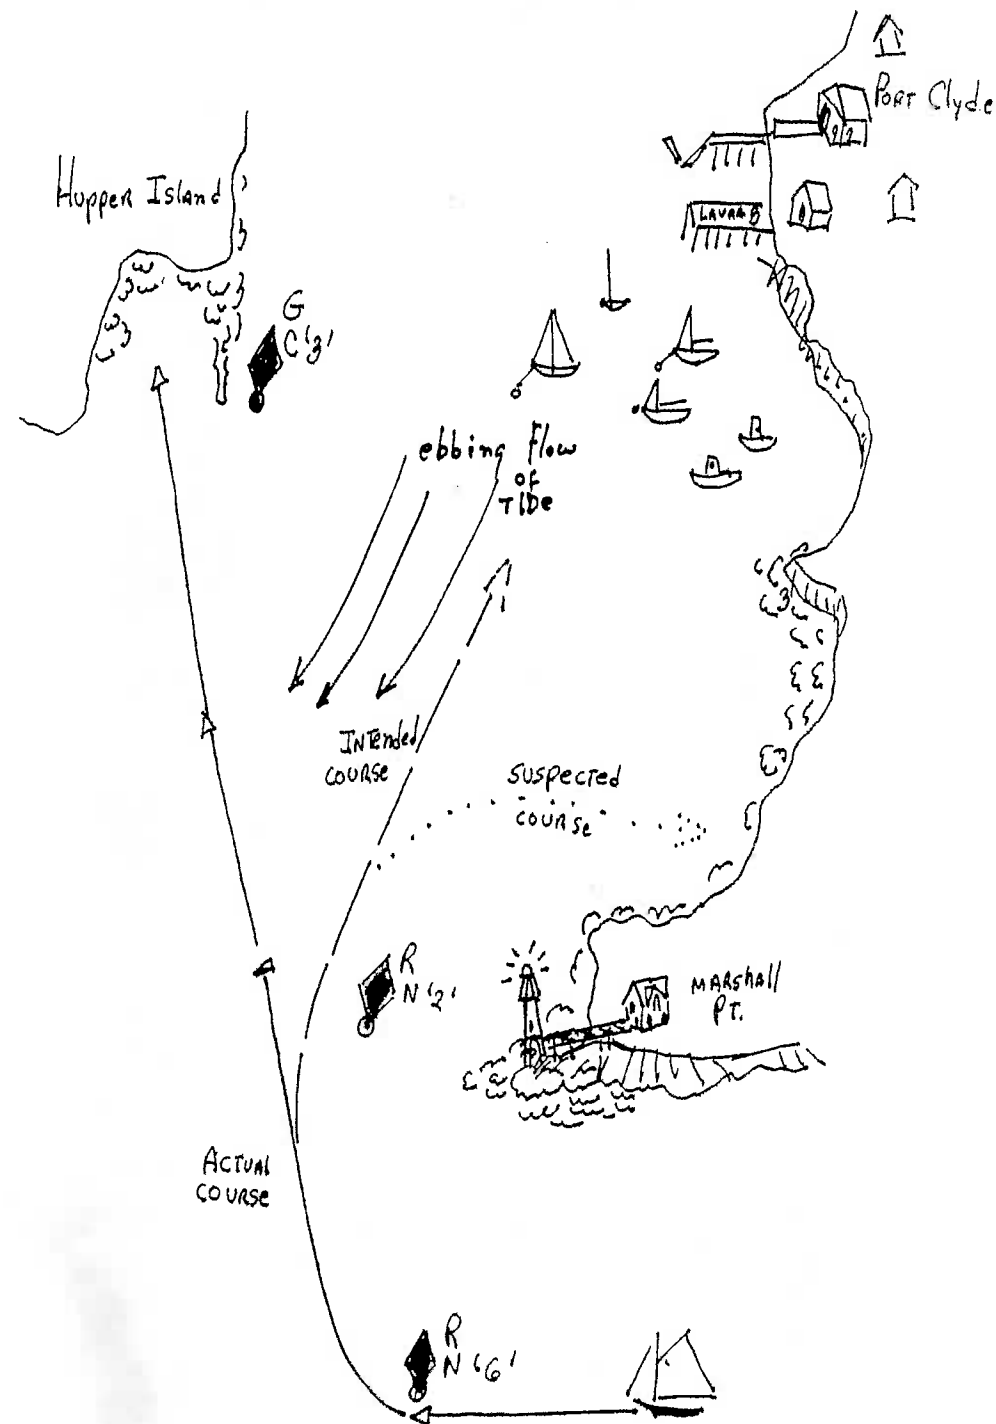 Port Clyde
Hupper Island
LAURA B
G
C '3'
ebbing Flow
of
Tide
Intended
course
suspected
course
R
N '2'
Marshall
Pt.
Actual
course
R
N '6'